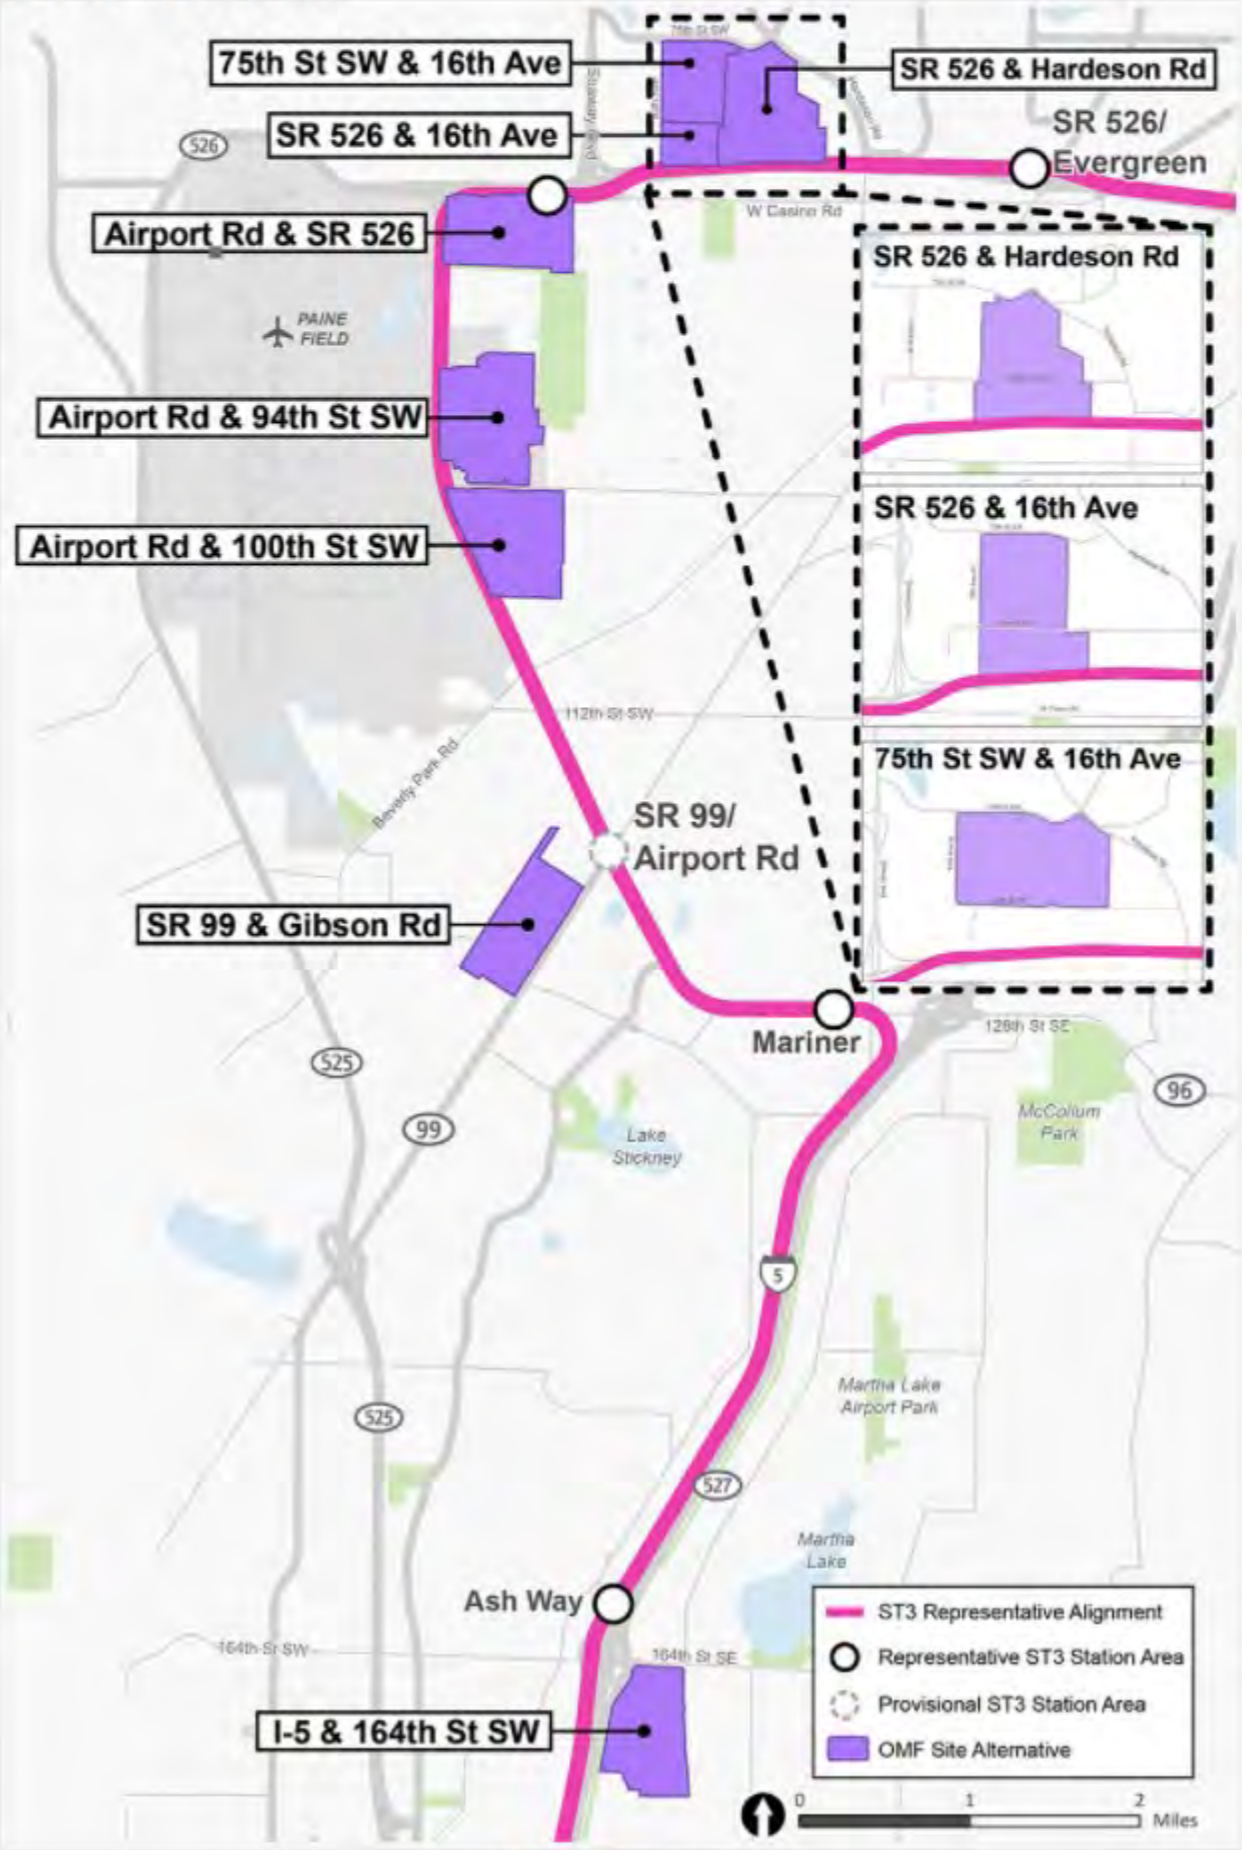 75th St SW
75th St SW & 16th Ave
SR 526 & Hardeson Rd
SR 526 & 16th Ave
Hardeson Rd
SR 526/
Evergreen
526
W Casino Rd
Airport Rd & SR 526
SR 526 & Hardeson Rd
PAINE
FIELD
Airport Rd & 94th St SW
SR 526 & 16th Ave
Airport Rd & 100th St SW
112th St SW
Beverly Park Rd
75th St SW & 16th Ave
SR 99/
Airport Rd
SR 99 & Gibson Rd
Mariner
128th St SE
525
96
99
McCollum
Park
Lake
Stickney
5
Martha Lake
Airport Park
525
527
Martha
Lake
Ash Way
164th St SW
164th St SE
I-5 & 164th St SW
ST3 Representative Alignment
Representative ST3 Station Area
Provisional ST3 Station Area
OMF Site Alternative
0 1 2
Miles